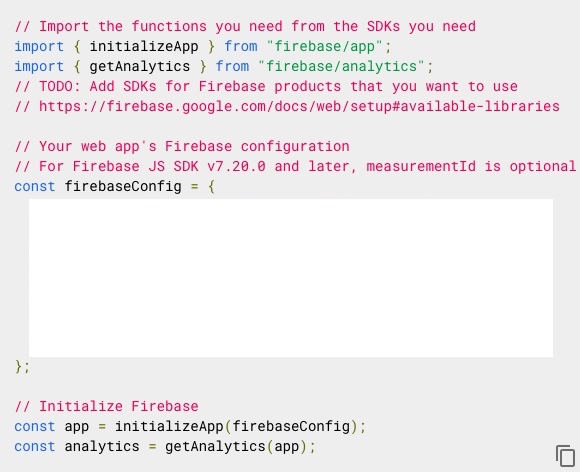 // Import the functions you need from the SDKs you need
import { initializeApp } from "firebase/app";
import { getAnalytics } from "firebase/analytics";
// TODO: Add SDKs for Firebase products that you want to use
// https://firebase.google.com/docs/web/setup#available-libraries
// Your web app's Firebase configuration
// For Firebase JS SDK v7.20.0 and later, measurementId is optional
const firebaseConfig = {
};
// Initialize Firebase
const app = initializeApp(firebaseConfig);
const analytics = getAnalytics(app);